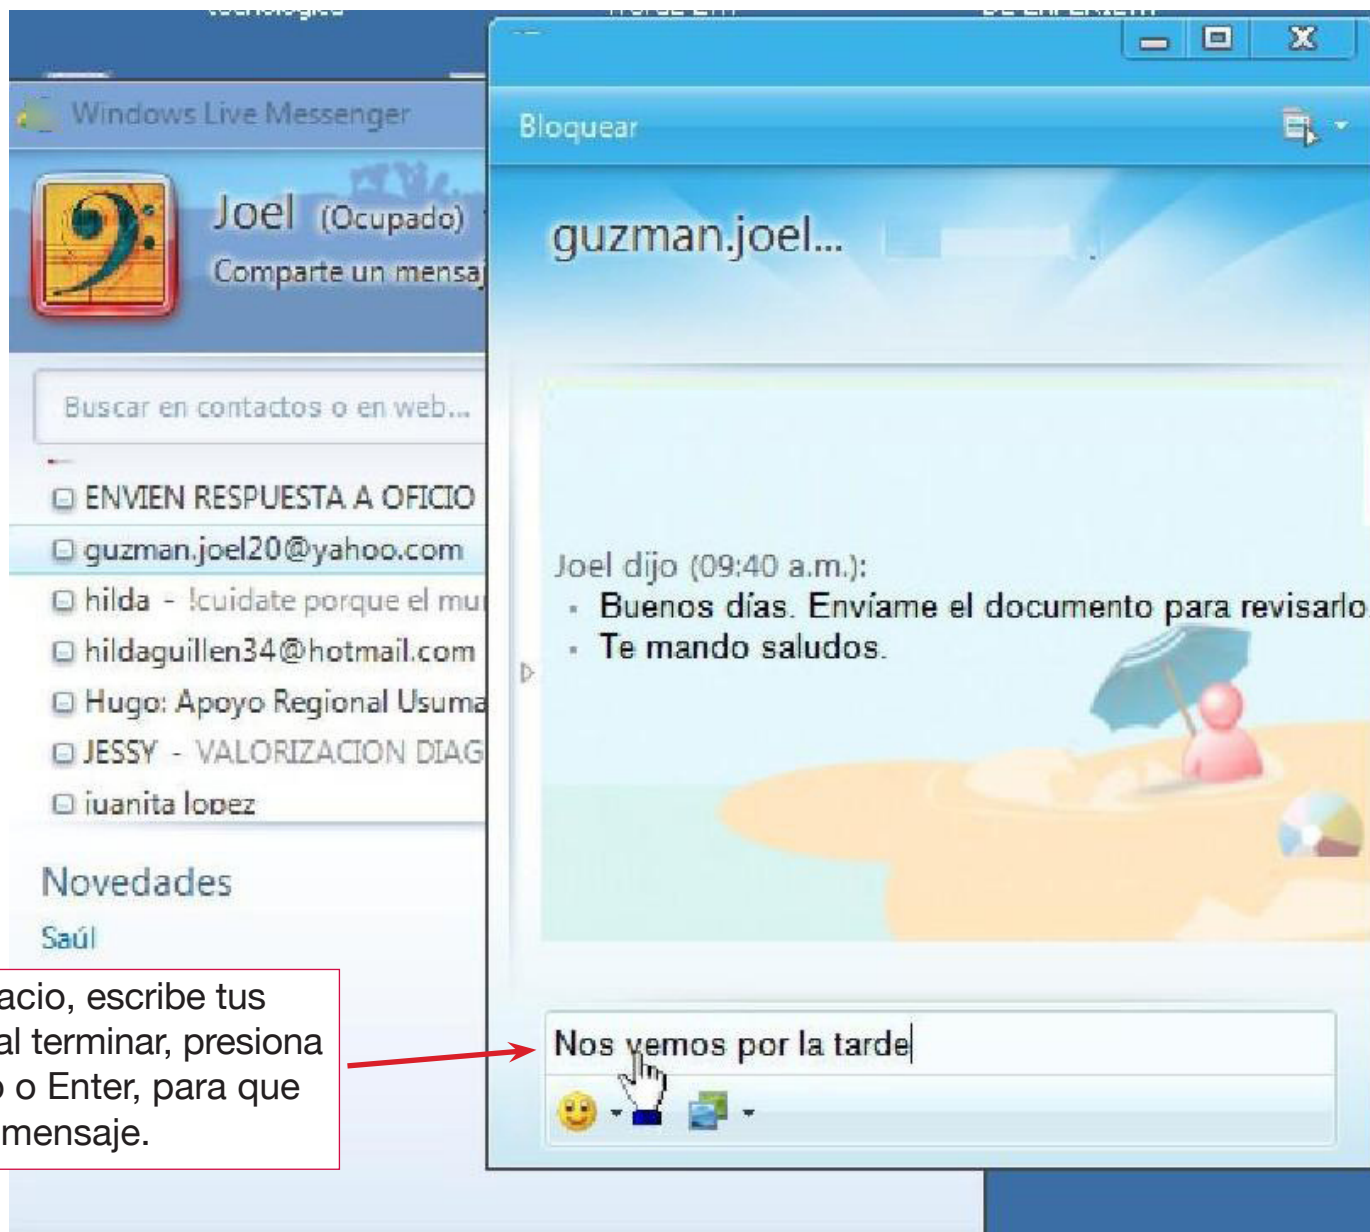 Windows Live Messenger
Joel (Ocupado)
Comparte un mensaj
Buscar en contactos o en web...
ENVIEN RESPUESTA A OFICIO
guzman.joel20@yahoo.com
hilda - !cuidate porque el mu
hildaguillen34@hotmail.com
Hugo: Apoyo Regional Usuma
JESSY - VALORIZACION DIAG
juanita lopez
Novedades
Saúl
acio, escribe tus
al terminar, presiona
o o Enter, para que
mensaje.
Bloquear
guzman.joel...
Joel dijo (09:40 a.m.):
Buenos días. Envíame el documento para revisarlo
Te mando saludos.
Nos vemos por la tarde